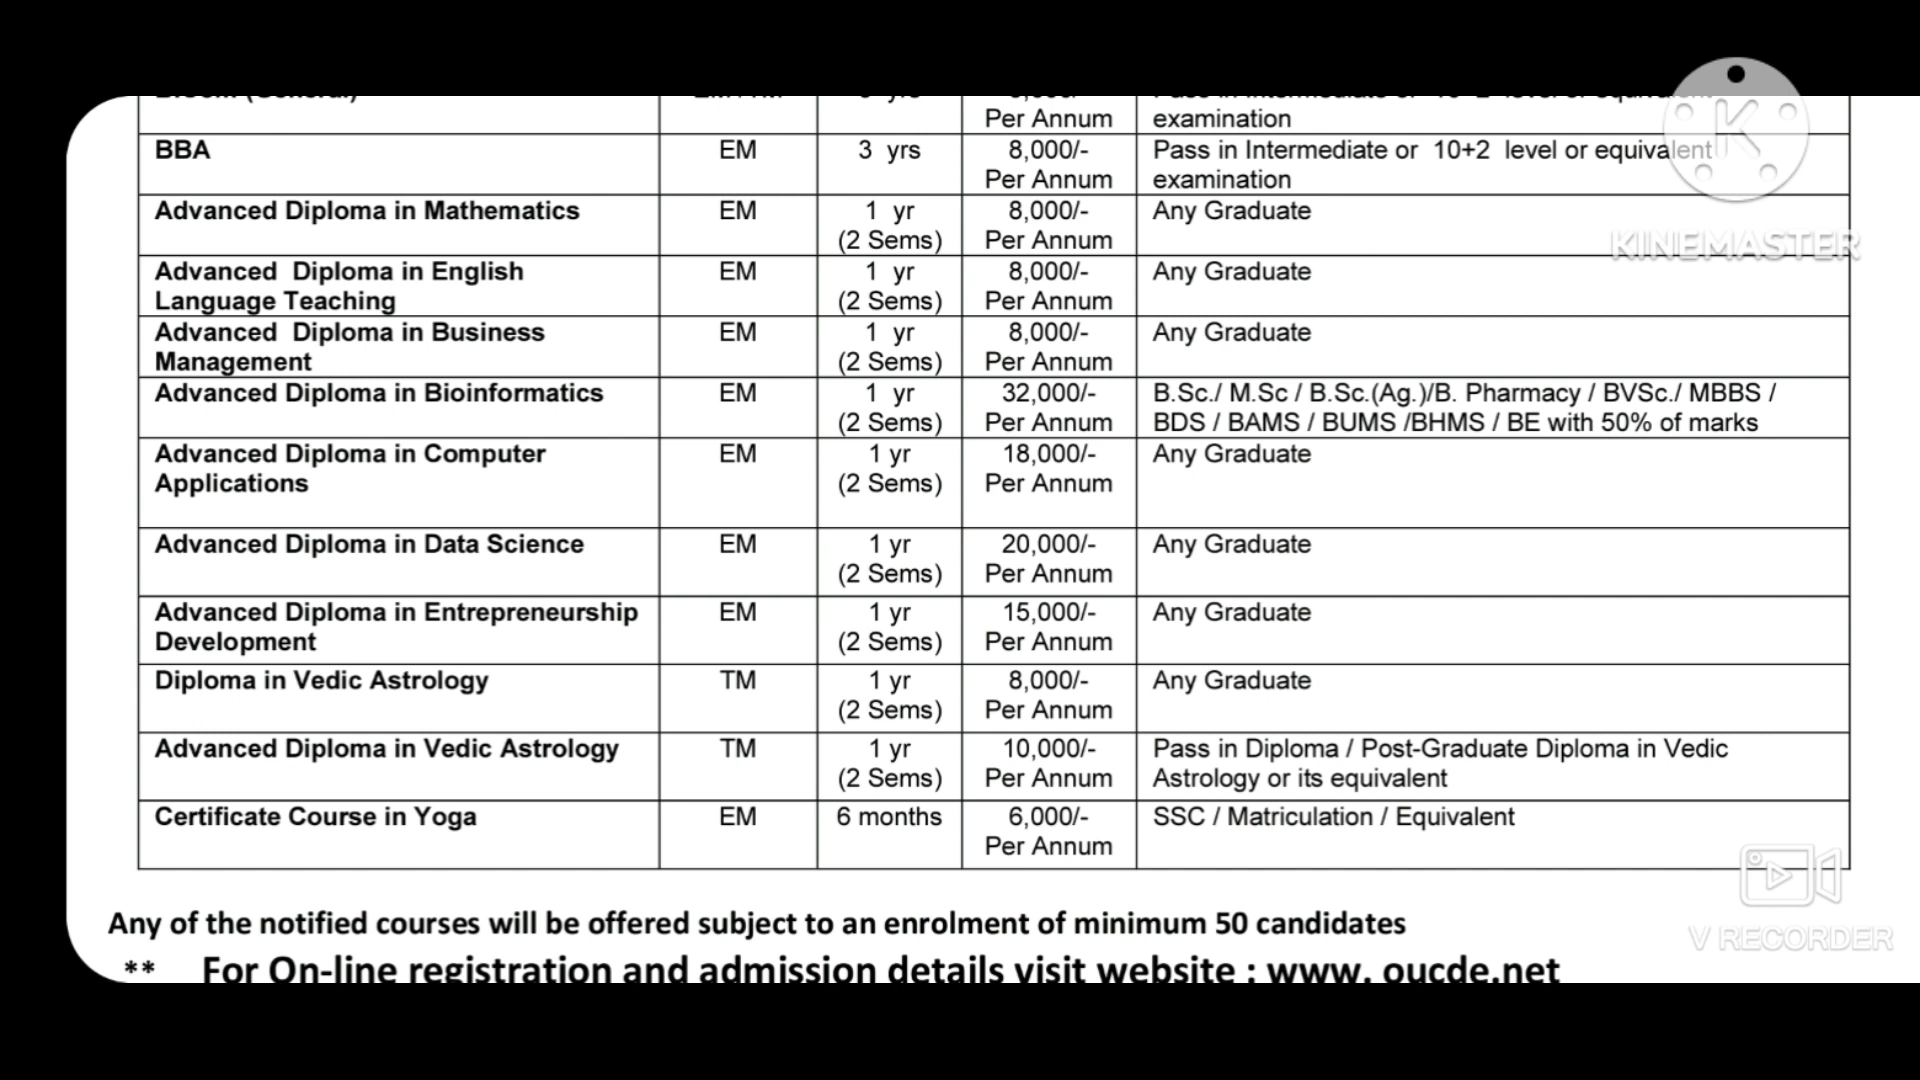 Per Annum examination
BBA EM 3 yrs 8,000/- Pass in Intermediate or 10+2 level or equivalent
Per Annum examination
Advanced Diploma in Mathematics EM 1 yr 8,000/- Any Graduate
(2 Sems) Per Annum
Advanced Diploma in English EM 1 yr 8,000/- Any Graduate
Language Teaching (2 Sems) Per Annum
Advanced Diploma in Business EM 1 yr 8,000/- Any Graduate
Management (2 Sems) Per Annum
Advanced Diploma in Bioinformatics EM 1 yr 32,000/- B.Sc./ M.Sc / B.Sc.(Ag.)/B. Pharmacy / BVSc./ MBBS /
(2 Sems) Per Annum BDS / BAMS / BUMS /BHMS / BE with 50% of marks
Advanced Diploma in Computer EM 1 yr 18,000/- Any Graduate
Applications (2 Sems) Per Annum
Advanced Diploma in Data Science EM 1 yr 20,000/- Any Graduate
(2 Sems) Per Annum
Advanced Diploma in Entrepreneurship EM 1 yr 15,000/- Any Graduate
Development (2 Sems) Per Annum
Diploma in Vedic Astrology TM 1 yr 8,000/- Any Graduate
(2 Sems) Per Annum
Advanced Diploma in Vedic Astrology TM 1 yr 10,000/- Pass in Diploma / Post-Graduate Diploma in Vedic
(2 Sems) Per Annum Astrology or its equivalent
Certificate Course in Yoga EM 6 months 6,000/- SSC / Matriculation / Equivalent
Per Annum
Any of the notified courses will be offered subject to an enrolment of minimum 50 candidates
** For On-line registration and admission details visit website : www. oucde.net
K
KINEMASTER
V RECORDER